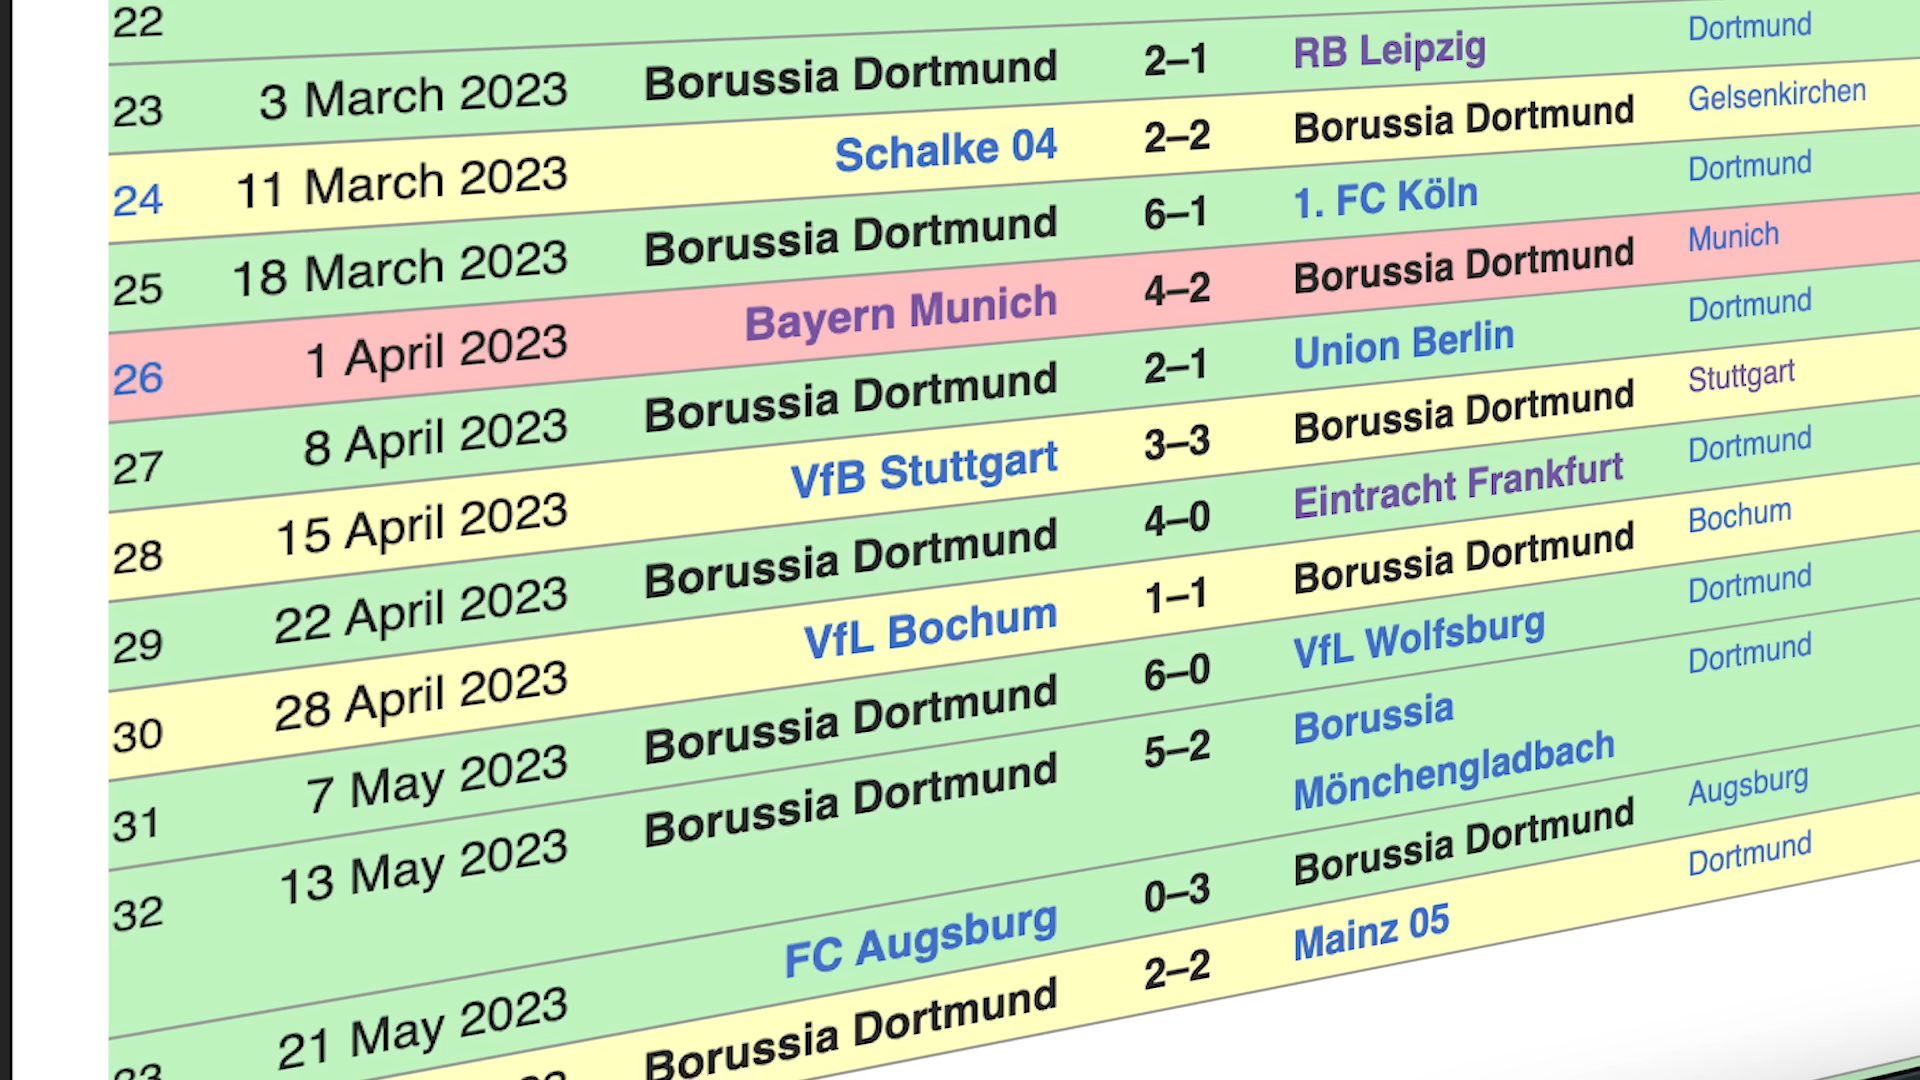 22
23 3 March 2023 Borussia Dortmund 2–1 RB Leipzig Dortmund
24 11 March 2023 Schalke 04 2–2 Borussia Dortmund Gelsenkirchen
25 18 March 2023 Borussia Dortmund 6–1 1. FC Köln Dortmund
26 1 April 2023 Bayern Munich 4–2 Borussia Dortmund Munich
27 8 April 2023 Borussia Dortmund 2–1 Union Berlin Dortmund
28 15 April 2023 VfB Stuttgart 3–3 Borussia Dortmund Stuttgart
29 22 April 2023 Borussia Dortmund 4–0 Eintracht Frankfurt Dortmund
30 28 April 2023 VfL Bochum 1–1 Borussia Dortmund Bochum
31 7 May 2023 Borussia Dortmund 6–0 VfL Wolfsburg Dortmund
32 13 May 2023 Borussia Dortmund 5–2 Borussia Dortmund
Mönchengladbach
33 21 May 2023 FC Augsburg 0–3 Borussia Dortmund Augsburg
Borussia Dortmund 2–2 Mainz 05 Dortmund